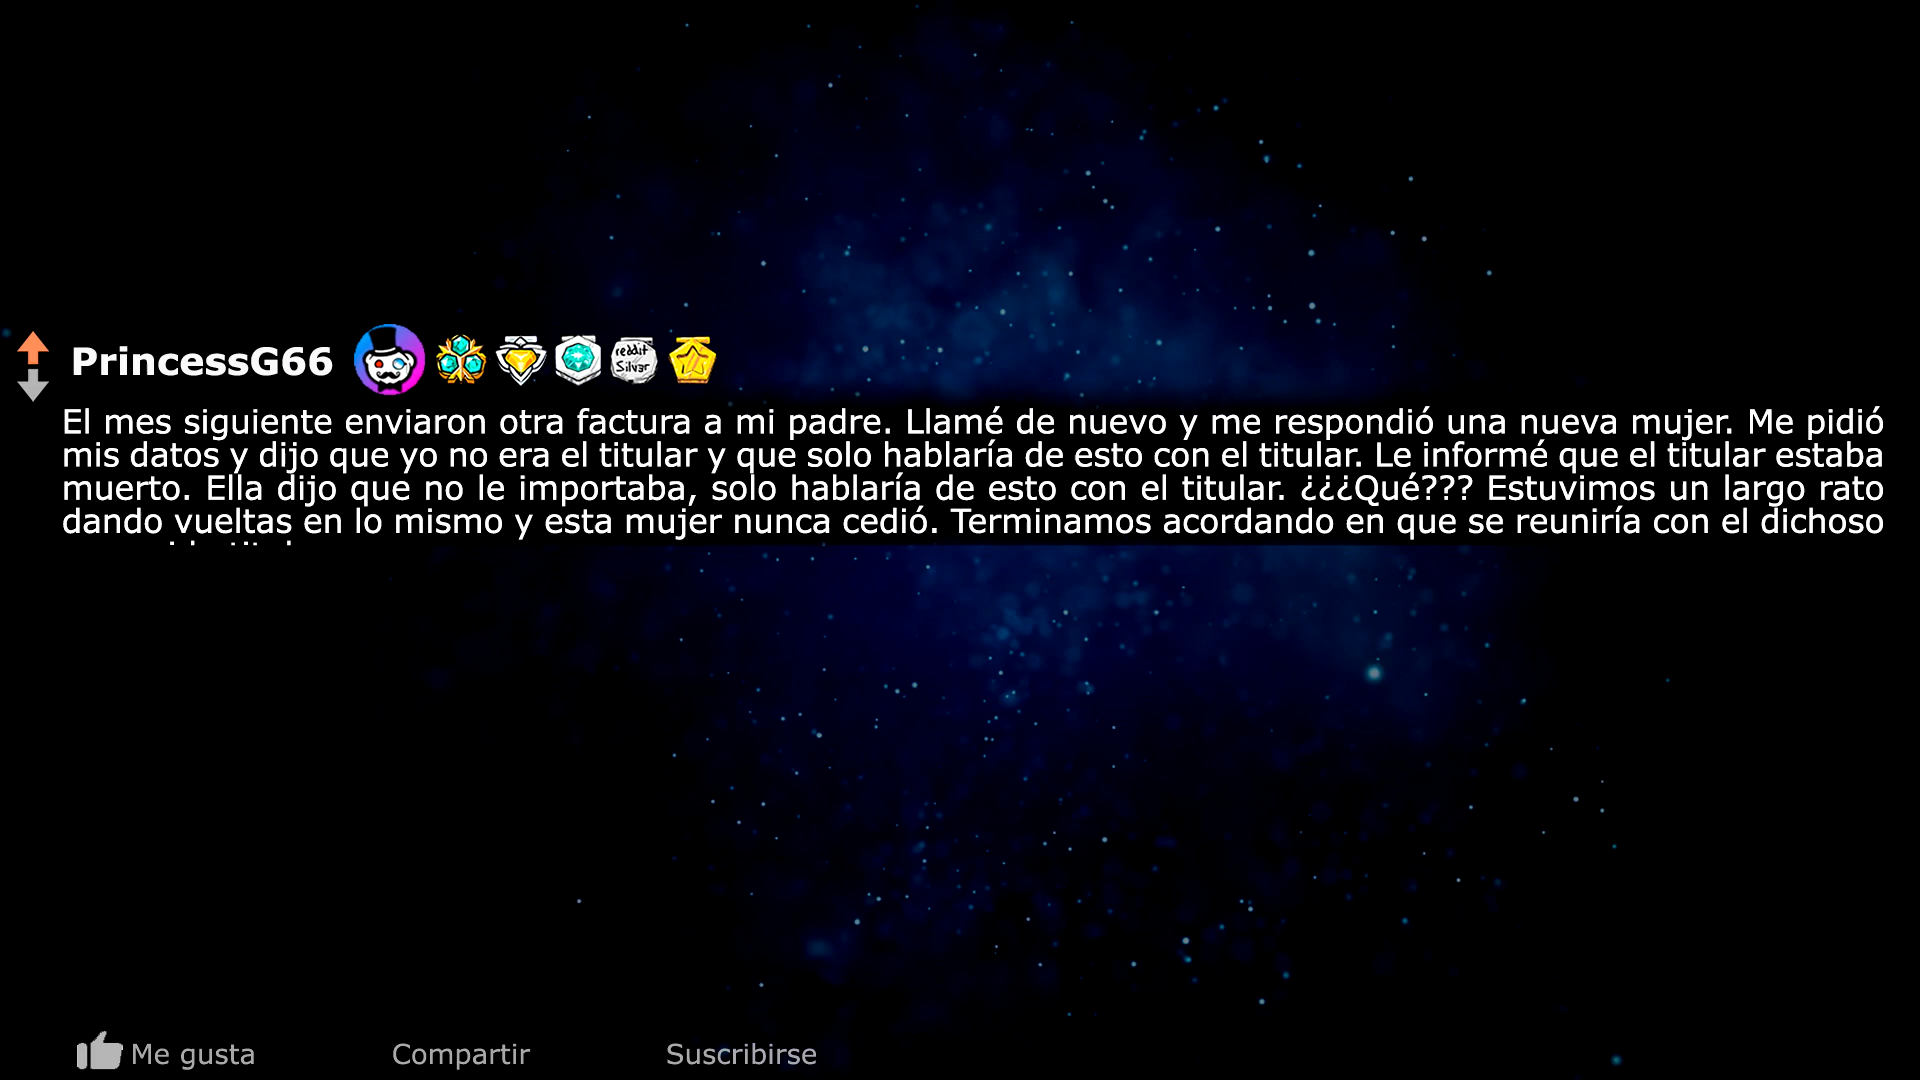 PrincessG66
reddit
Silver
El mes siguiente enviaron otra factura a mi padre. Llamé de nuevo y me respondió una nueva mujer. Me pidió
mis datos y dijo que yo no era el titular y que solo hablaría de esto con el titular. Le informé que el titular estaba
muerto. Ella dijo que no le importaba, solo hablaría de esto con el titular. ¿¿¿Qué??? Estuvimos un largo rato
dando vueltas en lo mismo y esta mujer nunca cedió. Terminamos acordando en que se reuniría con el dichoso
Me gusta
Compartir
Suscribirse